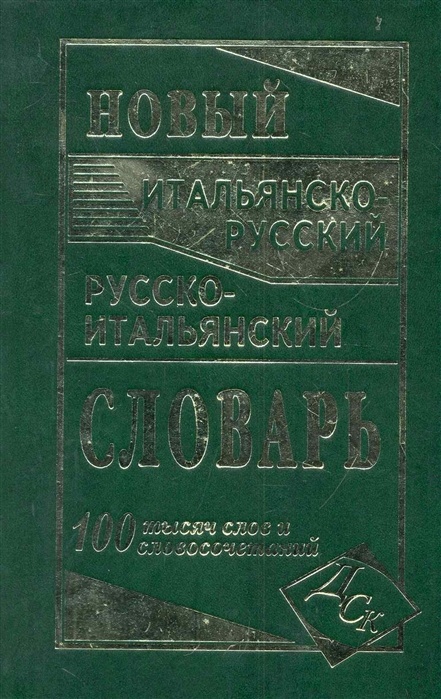 НОВЫЙ
ИТАЛЬЯНСКО-
РУССКИЙ
РУССКО-
ИТАЛЬЯНСКИЙ
СЛОВАРЬ
100 тысяч слов и
словосочетаний
ДСК